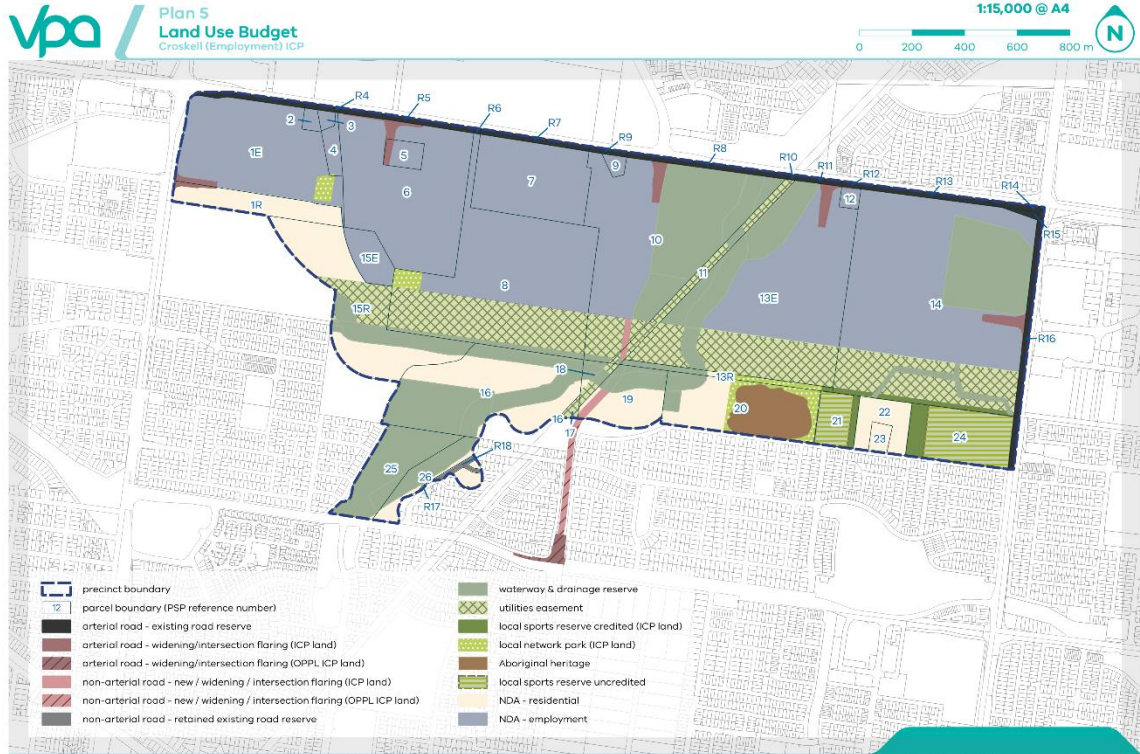 vpa
Plan 5
Land Use Budget
Croskell (Employment) ICP
1:15,000 @ A4
0 200 400 600 800 m
N
R4
R5
R6
R7
R9
R8
R10
R11
R12
R13
R14
R15
2
3
1E
4
5
6
7
9
12
1R
10
15E
11
8
13E
14
15R
R16
18
13R
16
19
20
21
22
23
24
16
17
R18
25
26
R17
precinct boundary
12 parcel boundary (PSP reference number)
arterial road - existing road reserve
arterial road - widening/intersection flaring (ICP land)
arterial road - widening/intersection flaring (OPPL ICP land)
non-arterial road - new / widening / intersection flaring (ICP land)
non-arterial road - new / widening / intersection flaring (OPPL ICP land)
non-arterial road - retained existing road reserve
waterway & drainage reserve
utilities easement
local sports reserve credited (ICP land)
local network park (ICP land)
Aboriginal heritage
local sports reserve uncredited
NDA - residential
NDA - employment